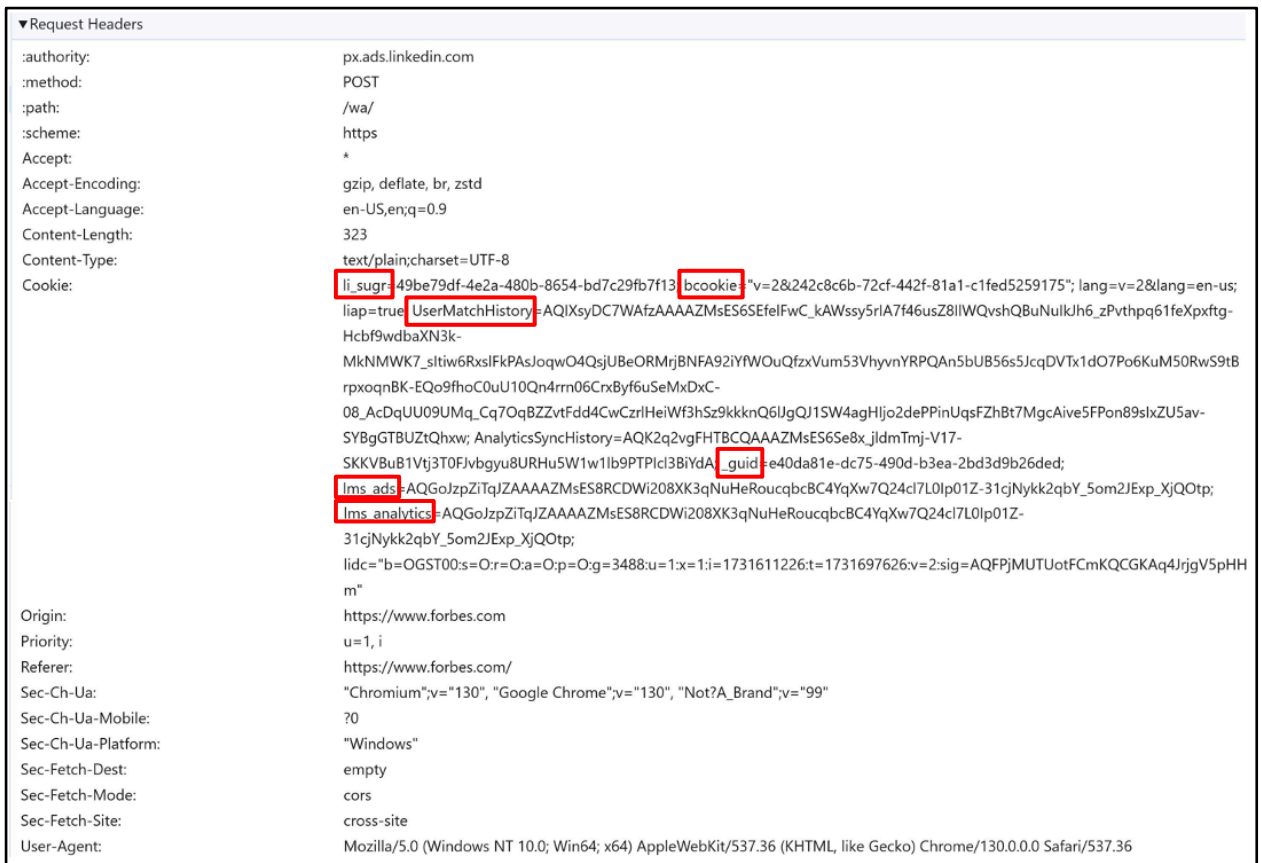 ▼Request Headers
:authority: px.ads.linkedin.com
:method: POST
:path: /wa/
:scheme: https
Accept: *
Accept-Encoding: gzip, deflate, br, zstd
Accept-Language: en-US,en;q=0.9
Content-Length: 323
Content-Type: text/plain;charset=UTF-8
Cookie: li_sugr=49be79df-4e2a-480b-8654-bd7c29fb7f13; bcookie="v=2&242c8c6b-72cf-442f-81a1-c1fed5259175"; lang=v=2&lang=en-us;
liap=true; UserMatchHistory=AQIXsyDC7WAfzAAAAZMsES6SEfelFwC_kAWssy5rIA7f46usZ8lIWQvshQBuNulkJh6_zPvthpq61feXpxftg-
Hcbf9wdbaXN3k-
MkNMWK7_sItiw6RxsIFkPAsJoqwO4QsjUBeORMrjBNFA92iYfWOuQfzxVum53VhyvnYRPQAn5bUB56s5JcqDVTx1dO7Po6KuM50RwS9tB
rpxoqnBK-EQo9fhoC0uU10Qn4rrn06CrxByf6uSeMxDxC-
08_AcDqUU09UMq_Cq7OqBZZvtFdd4CwCzrlHeiWf3hSz9kkknQ6lJgQJ1SW4agHIjo2dePPinUqsFZhBt7MgcAive5FPon89sIxZU5av-
SYBgGTBUZtQhxw; AnalyticsSyncHistory=AQK2q2vgFHTBCQAAAZMsES6Se8x_jldmTmj-V17-
SKKVBuB1Vtj3T0FJvbgyu8URHu5W1w1lb9PTPIcl3BiYdA; _guid=e40da81e-dc75-490d-b3ea-2bd3d9b26ded;
lms_ads=AQGoJzpZiTqJZAAAAZMsES8RCDWi208XK3qNuHeRoucqbcBC4YqXw7Q24cl7L0Ip01Z-31cjNykk2qbY_5om2JExp_XjQOtp;
lms_analytics=AQGoJzpZiTqJZAAAAZMsES8RCDWi208XK3qNuHeRoucqbcBC4YqXw7Q24cl7L0Ip01Z-
31cjNykk2qbY_5om2JExp_XjQOtp;
lidc="b=OGST00:s=O:r=O:a=O:p=O:g=3488:u=1:x=1:i=1731611226:t=1731697626:v=2:sig=AQFPjMUTUotFCmKQCGKAq4JrjgV5pHH
m"
Origin: https://www.forbes.com
Priority: u=1, i
Referer: https://www.forbes.com/
Sec-Ch-Ua: "Chromium";v="130", "Google Chrome";v="130", "Not?A_Brand";v="99"
Sec-Ch-Ua-Mobile: ?0
Sec-Ch-Ua-Platform: "Windows"
Sec-Fetch-Dest: empty
Sec-Fetch-Mode: cors
Sec-Fetch-Site: cross-site
User-Agent: Mozilla/5.0 (Windows NT 10.0; Win64; x64) AppleWebKit/537.36 (KHTML, like Gecko) Chrome/130.0.0.0 Safari/537.36